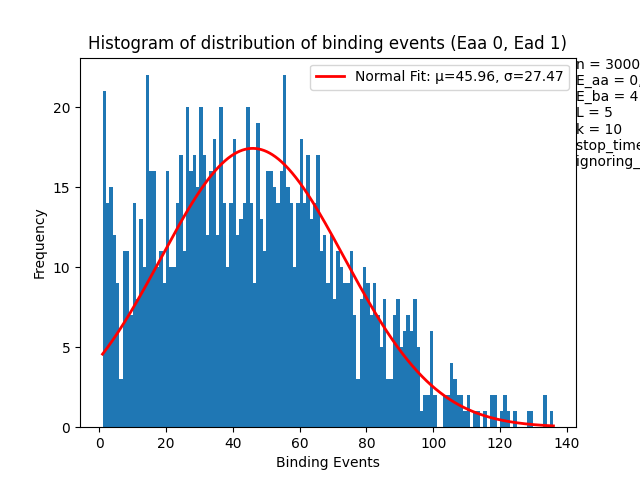 Histogram of distribution of binding events (Eaa 0, Ead 1)
Normal Fit: μ=45.96, σ=27.47
n = 3000
E_aa = 0,
E_ba = 4
L = 5
k = 10
stop_time
ignoring_
Frequency
0
5
10
15
20
0 20 40 60 80 100 120 140
Binding Events